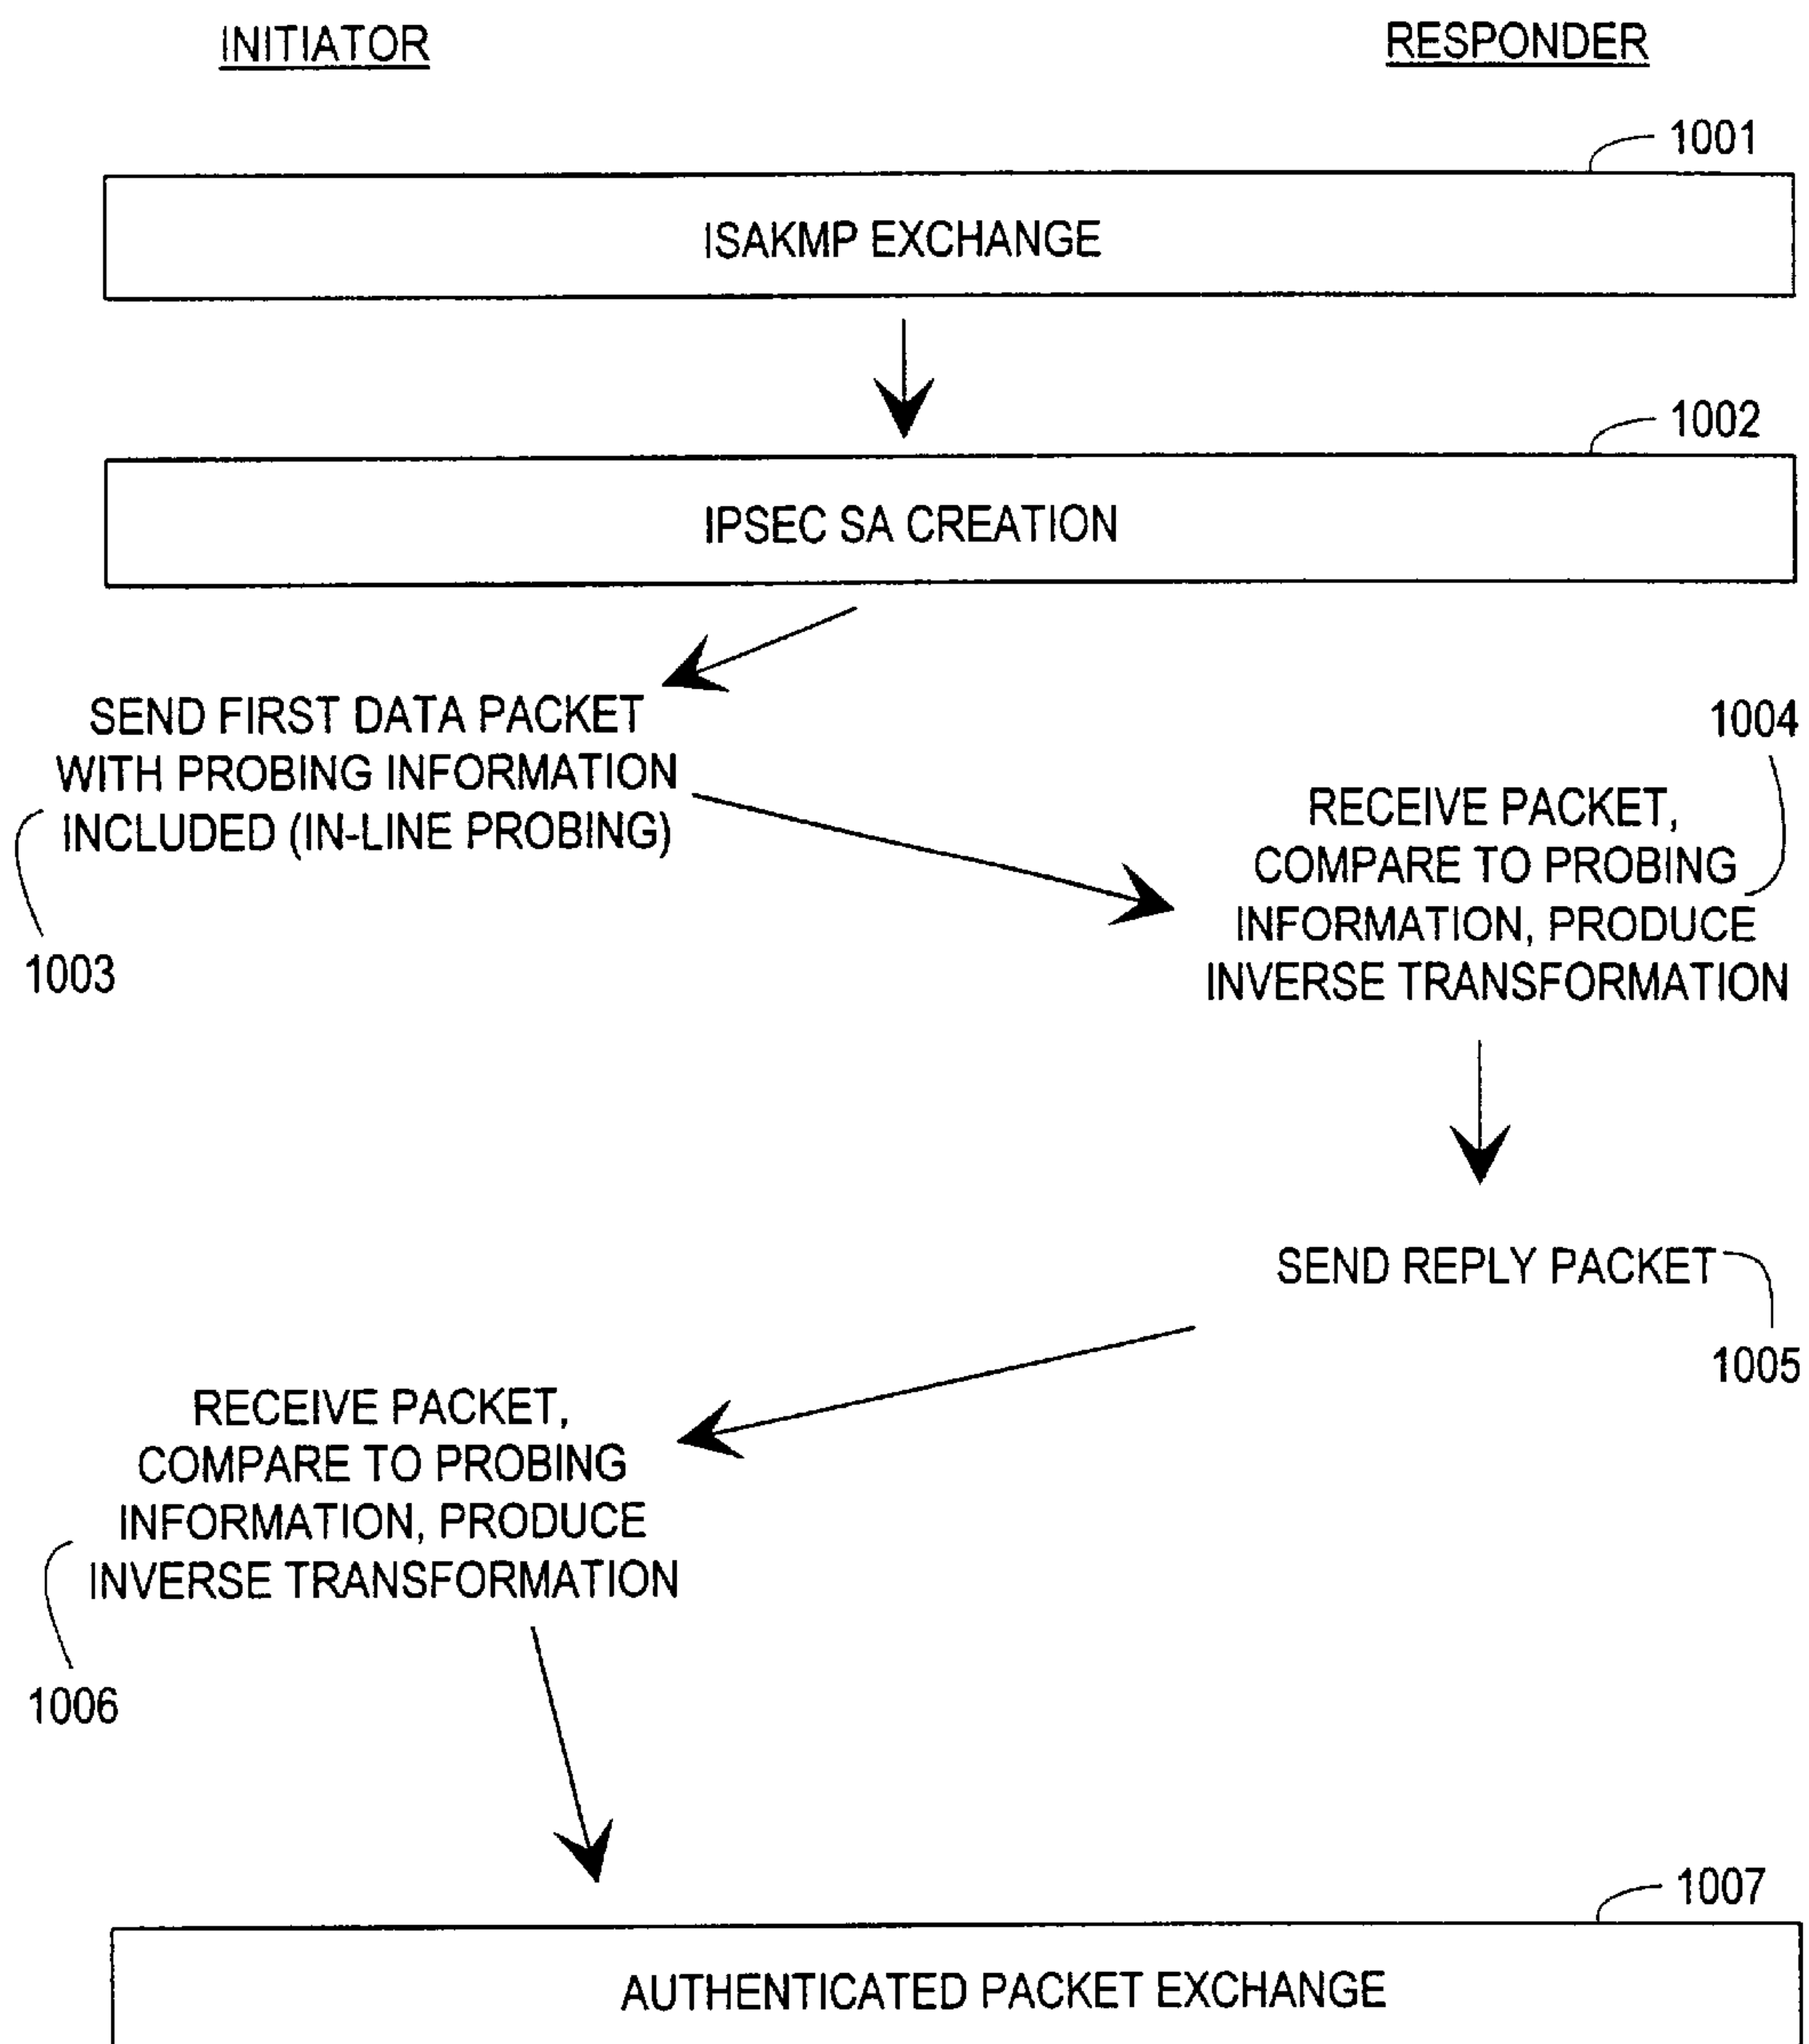 INITIATOR
RESPONDER
1001
ISAKMP EXCHANGE
1002
IPSEC SA CREATION
SEND FIRST DATA PACKET
WITH PROBING INFORMATION
INCLUDED (IN-LINE PROBING)
1003
1004
RECEIVE PACKET,
COMPARE TO PROBING
INFORMATION, PRODUCE
INVERSE TRANSFORMATION
SEND REPLY PACKET
1005
RECEIVE PACKET,
COMPARE TO PROBING
INFORMATION, PRODUCE
INVERSE TRANSFORMATION
1006
1007
AUTHENTICATED PACKET EXCHANGE